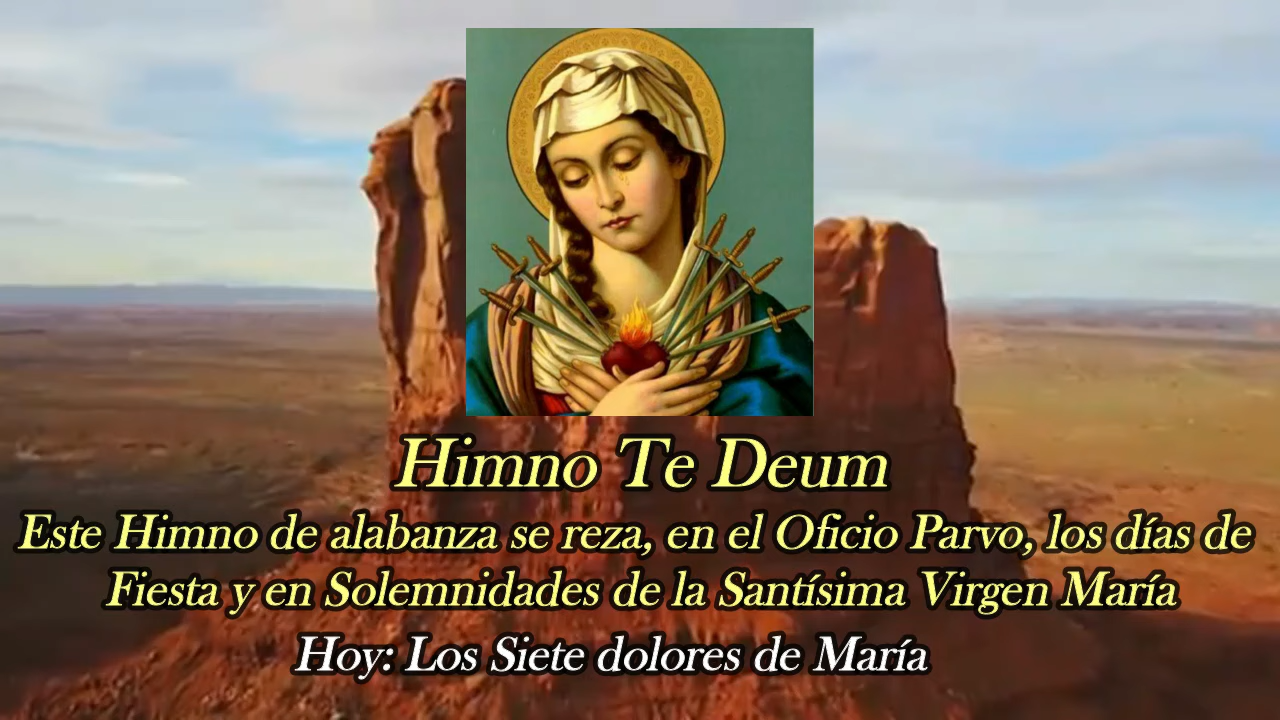 Himno Te Deum
Este Himno de alabanza se reza, en el Oficio Parvo, los días de
Fiesta y en Solemnidades de la Santísima Virgen María
Hoy: Los Siete dolores de María